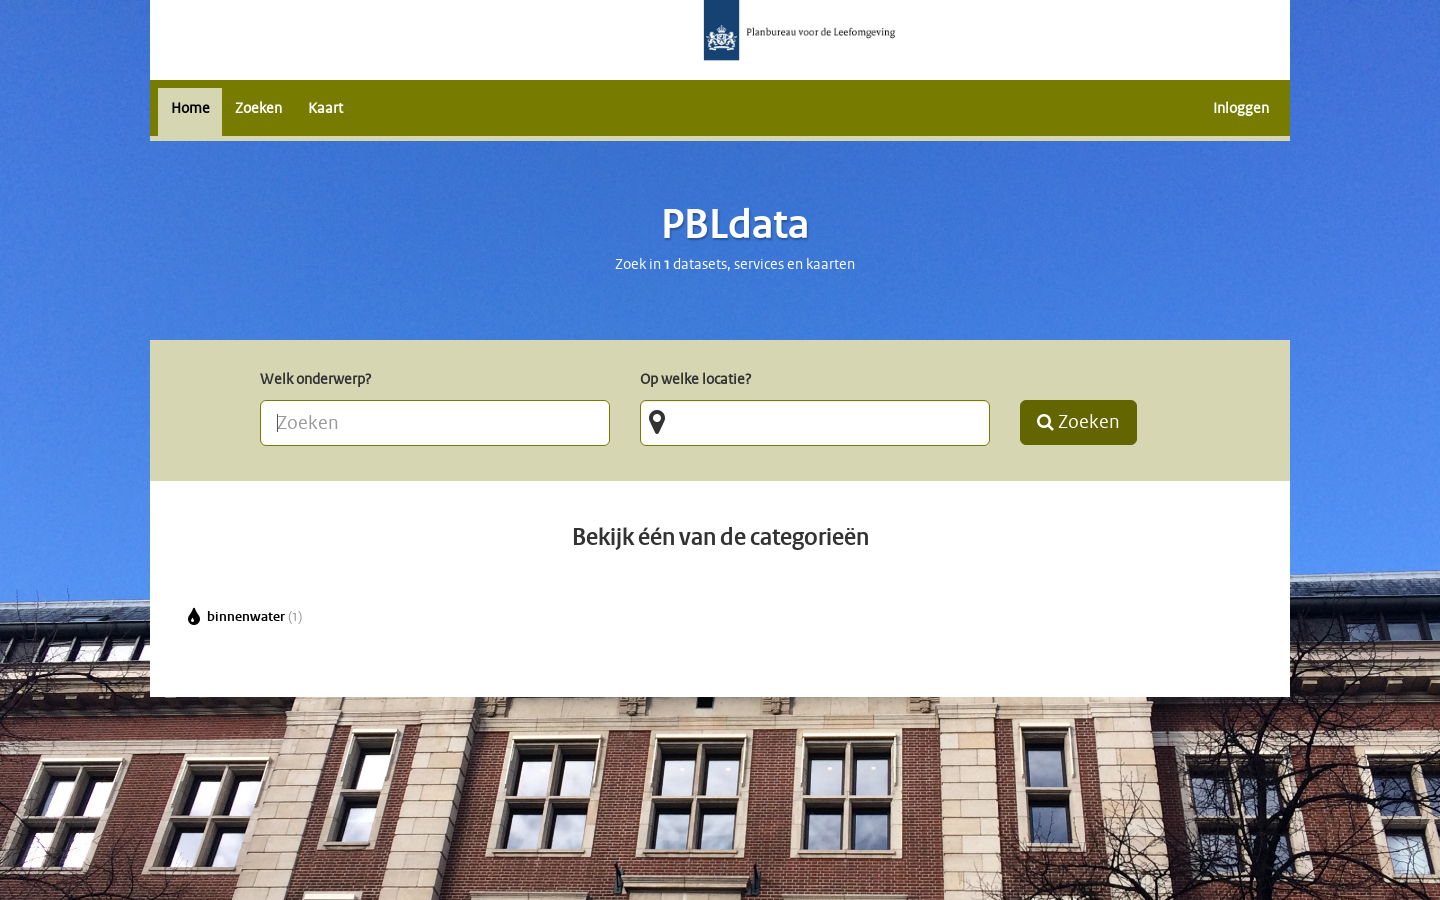 Planbureau voor de Leefomgeving
Home Zoeken Kaart Inloggen
PBLdata
Zoek in 1 datasets, services en kaarten
Welk onderwerp? Op welke locatie?
Zoeken Zoeken
Bekijk één van de categorieën
binnenwater (1)